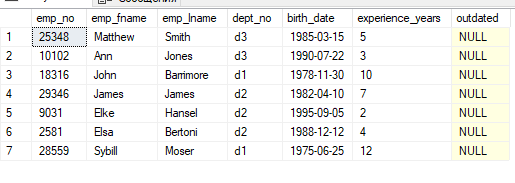 emp_no emp_fname emp_lname dept_no birth_date experience_years outdated
1 25348 Matthew Smith d3 1985-03-15 5 NULL
2 10102 Ann Jones d3 1990-07-22 3 NULL
3 18316 John Barrimore d1 1978-11-30 10 NULL
4 29346 James James d2 1982-04-10 7 NULL
5 9031 Elke Hansel d2 1995-09-05 2 NULL
6 2581 Elsa Bertoni d2 1988-12-12 4 NULL
7 28559 Sybill Moser d1 1975-06-25 12 NULL